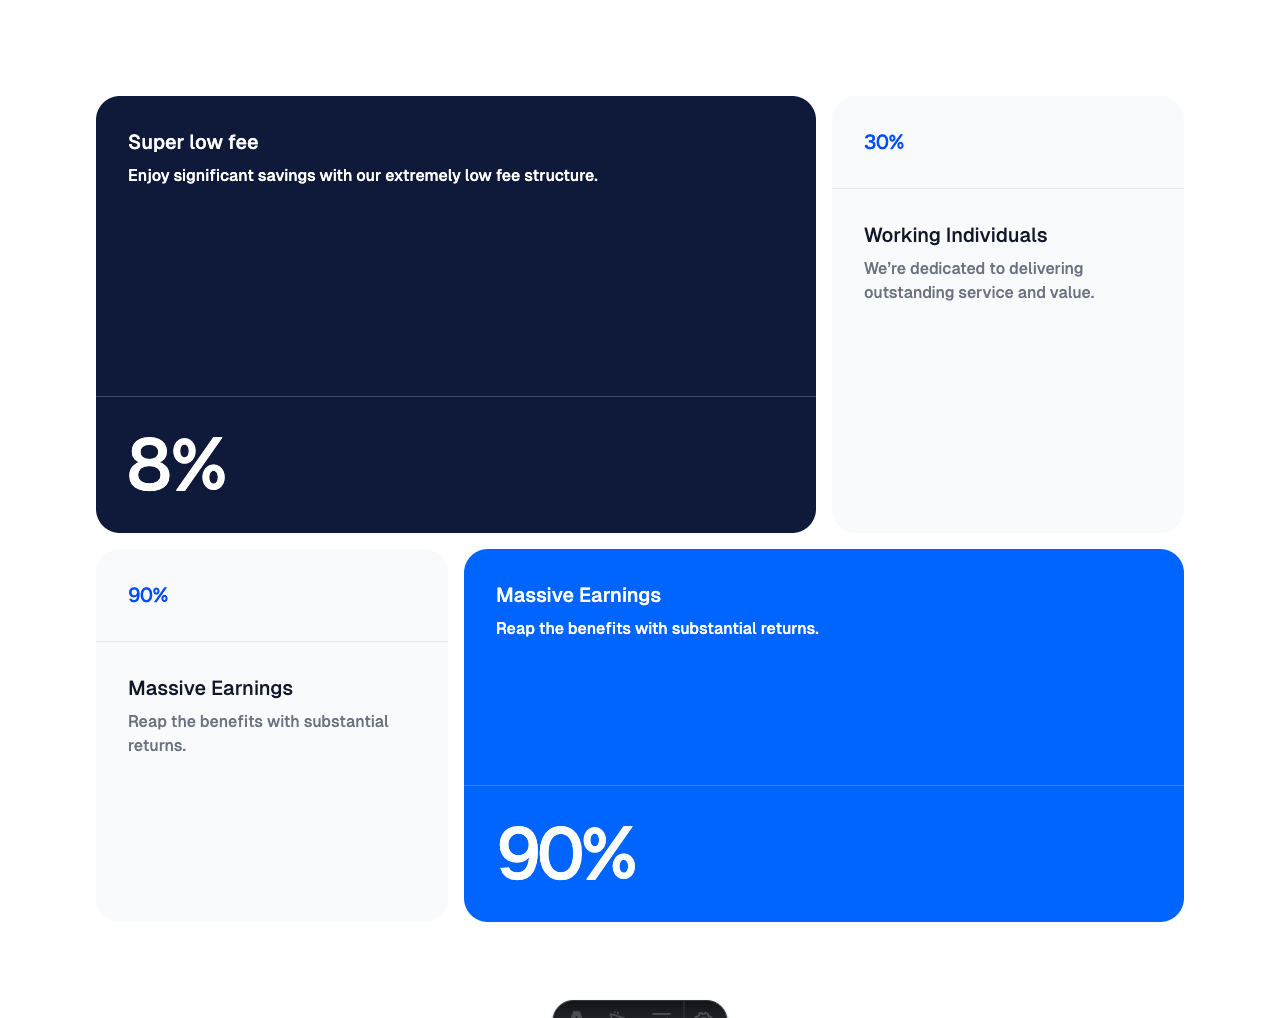 Super low fee
Enjoy significant savings with our extremely low fee structure.
8%
30%
Working Individuals
We’re dedicated to delivering
outstanding service and value.
90%
Massive Earnings
Reap the benefits with substantial
returns.
Massive Earnings
Reap the benefits with substantial returns.
90%